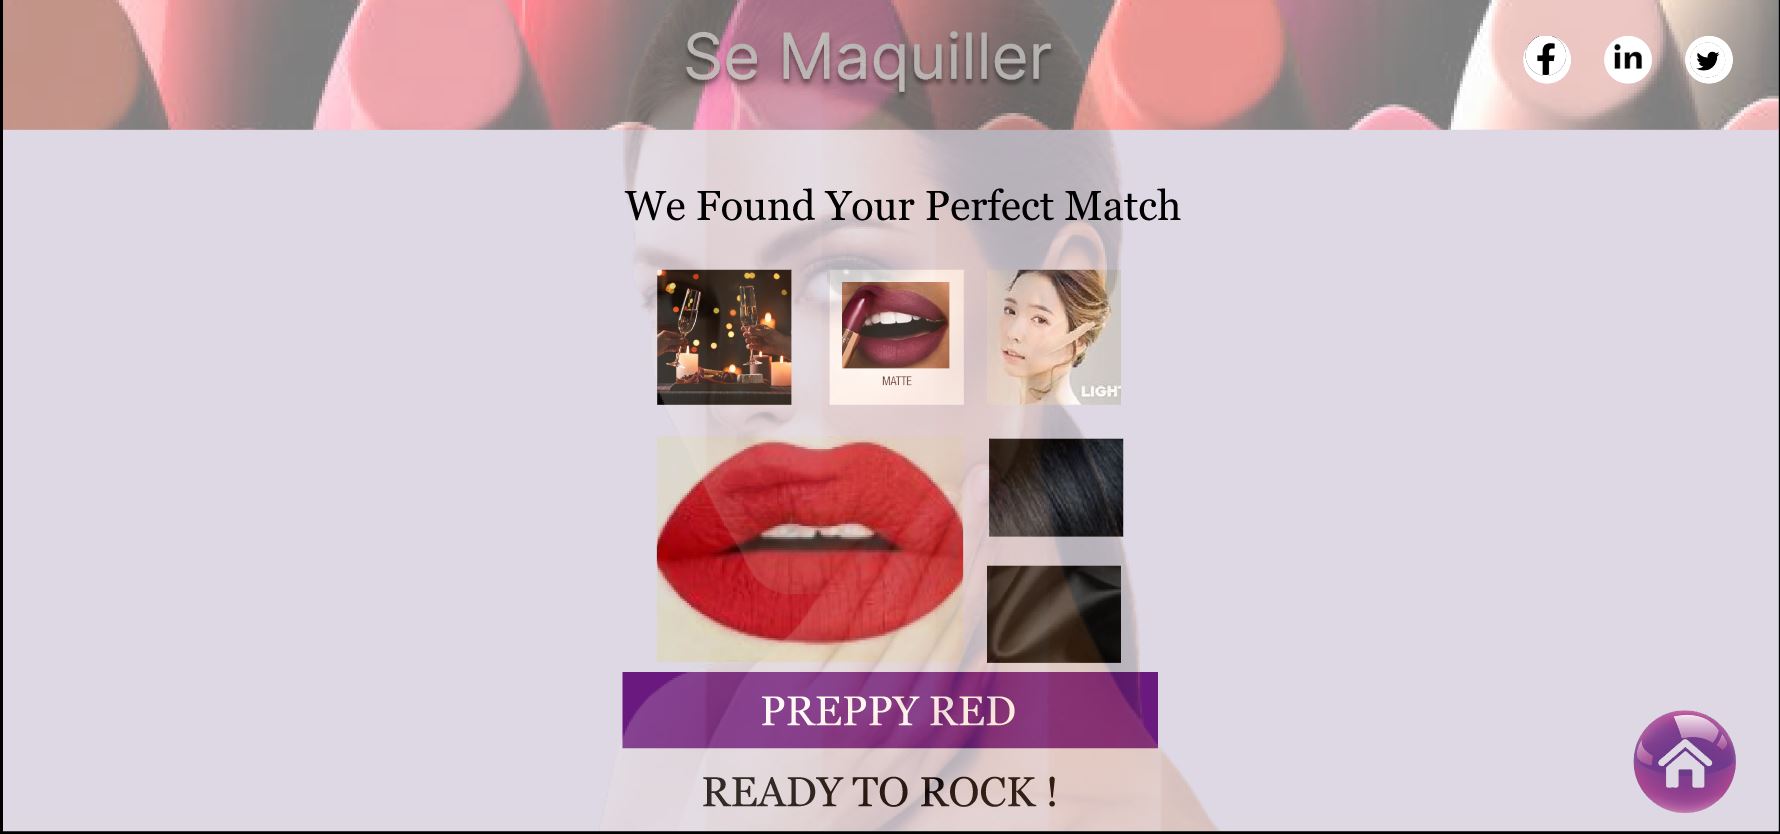 Se Maquiller
f
in
We Found Your Perfect Match
MATTE
LIGHT
PREPPY RED
READY TO ROCK !